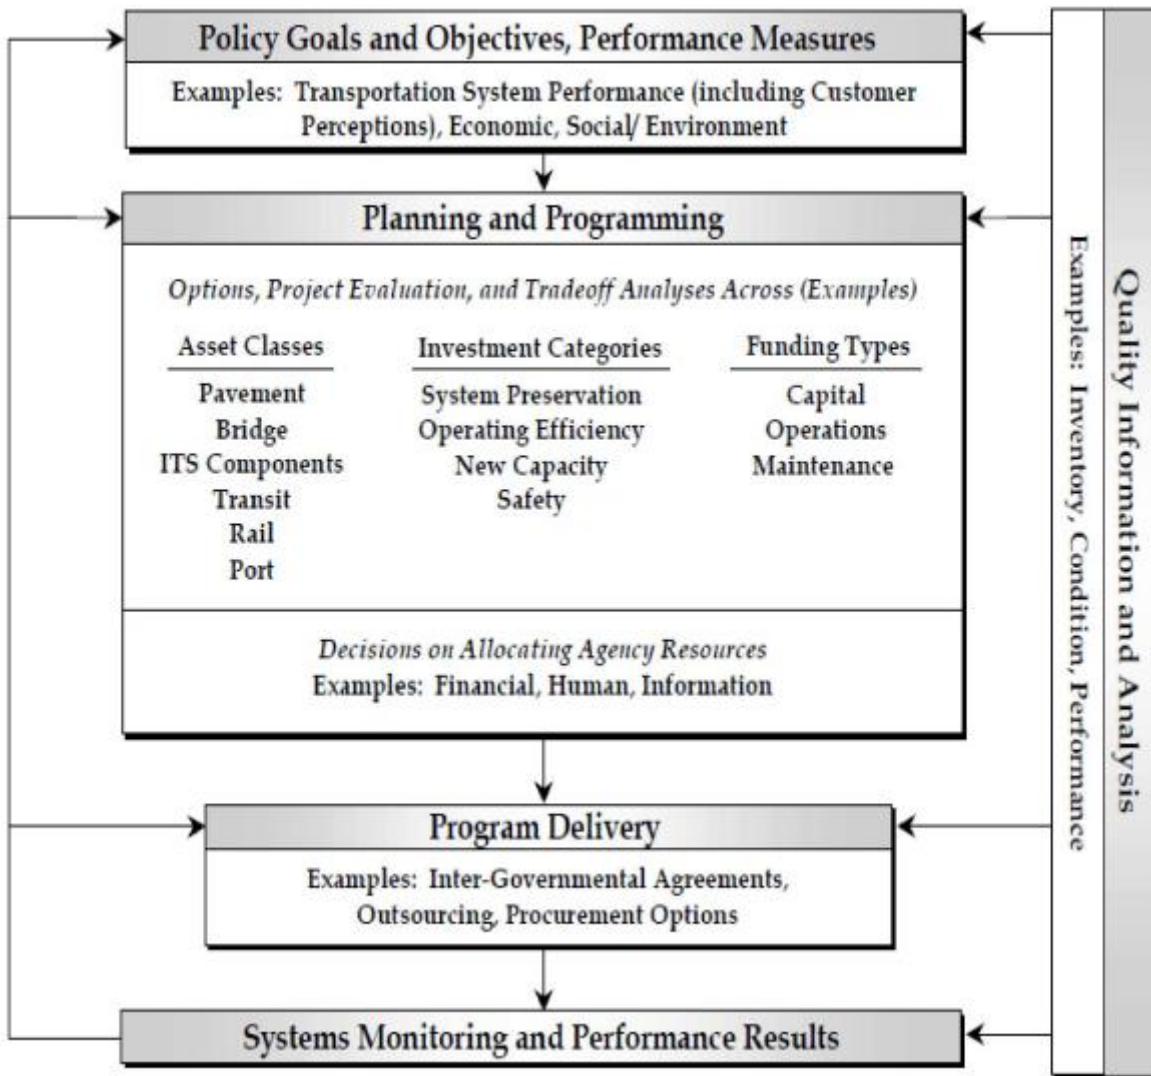 Policy Goals and Objectives, Performance Measures
Examples: Transportation System Performance (including Customer
Perceptions), Economic, Social/ Environment
Planning and Programming
Options, Project Evaluation, and Tradeoff Analyses Across (Examples)
Asset Classes
Pavement
Bridge
ITS Components
Transit
Rail
Port
Investment Categories
System Preservation
Operating Efficiency
New Capacity
Safety
Funding Types
Capital
Operations
Maintenance
Decisions on Allocating Agency Resources
Examples: Financial, Human, Information
Program Delivery
Examples: Inter-Governmental Agreements,
Outsourcing, Procurement Options
Systems Monitoring and Performance Results
Quality Information and Analysis
Examples: Inventory, Condition, Performance